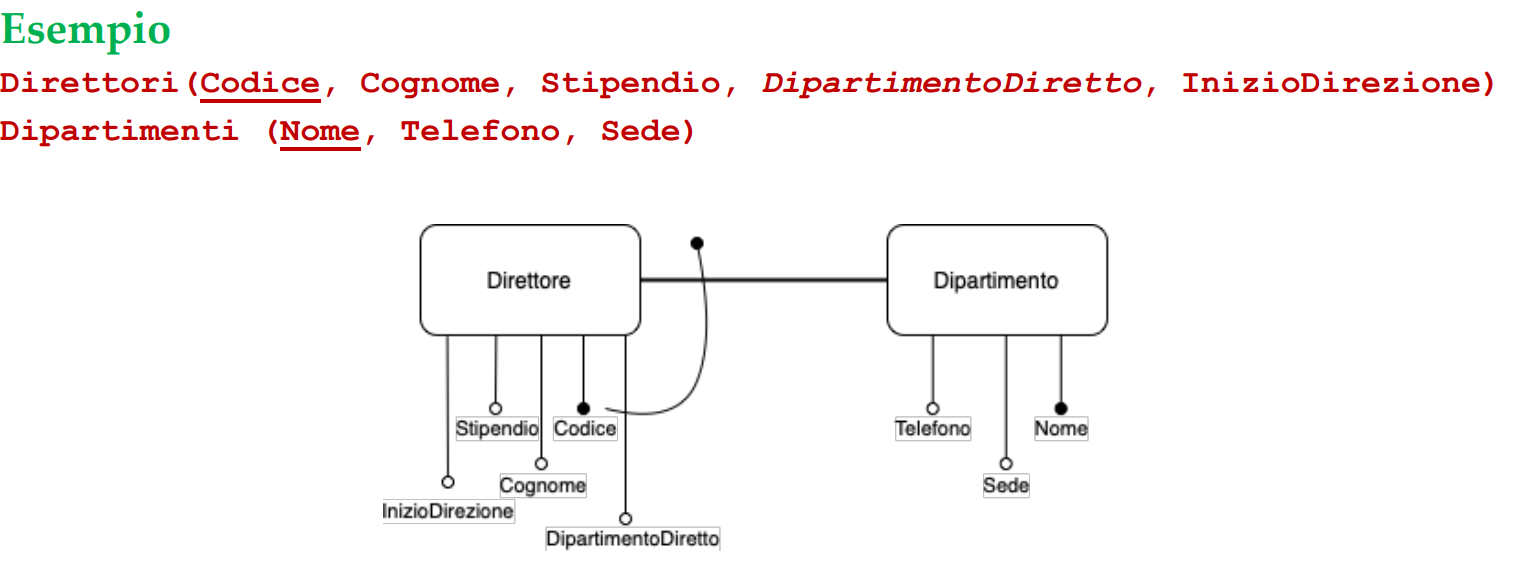 Esempio
Direttori(Codice, Cognome, Stipendio, DipartimentoDiretto, InizioDirezione)
Dipartimenti (Nome, Telefono, Sede)
Direttore
Dipartimento
Stipendio
Codice
Telefono
Nome
Cognome
Sede
InizioDirezione
DipartimentoDiretto